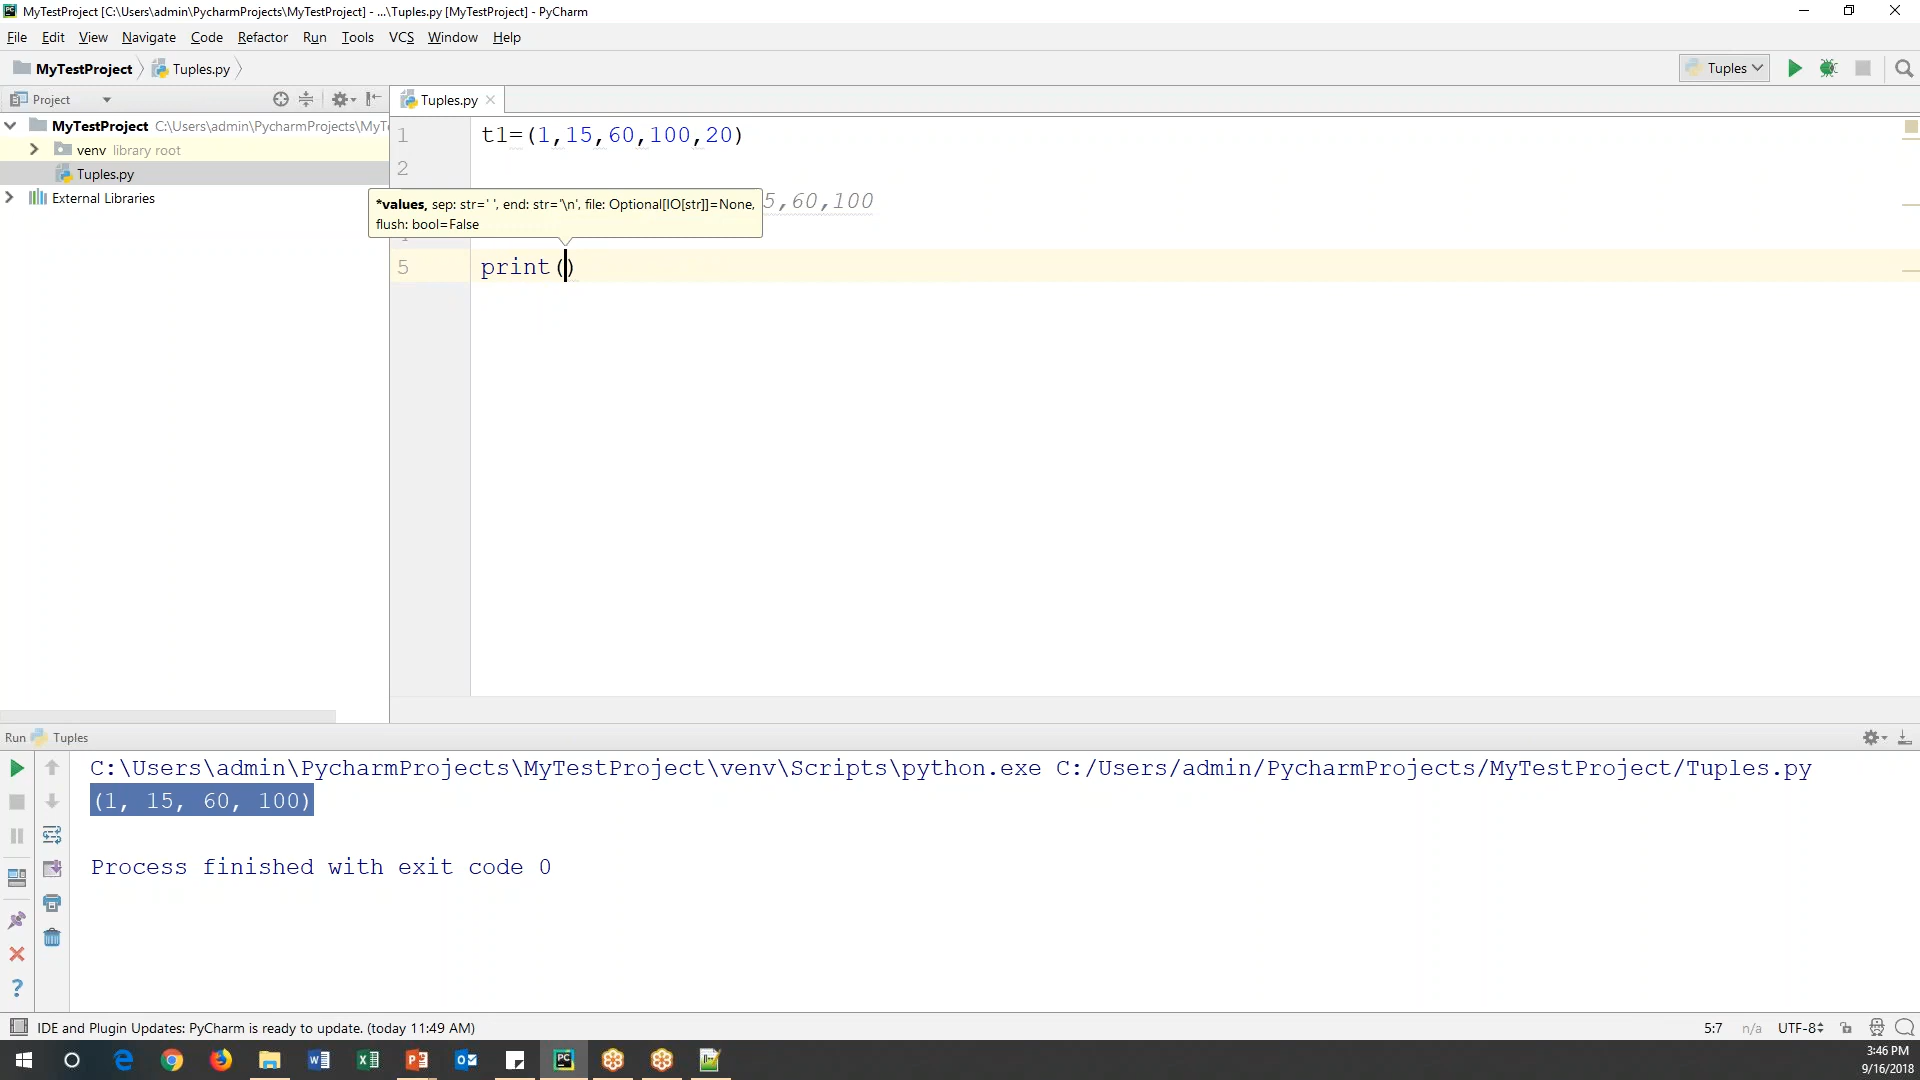 MyTestProject [C:\Users\admin\PycharmProjects\MyTestProject] - ...\Tuples.py [MyTestProject] - PyCharm
File Edit View Navigate Code Refactor Run Tools VCS Window Help
MyTestProject Tuples.py Tuples
Project Tuples.py
MyTestProject C:\Users\admin\PycharmProjects\MyT
venv library root
Tuples.py
External Libraries
1 t1=(1,15,60,100,20)
2
*values, sep: str=' ', end: str='\n', file: Optional[IO[str]]=None,
flush: bool=False
5,60,100
5 print()
Run Tuples
C:\Users\admin\PycharmProjects\MyTestProject\venv\Scripts\python.exe C:/Users/admin/PycharmProjects/MyTestProject/Tuples.py
(1, 15, 60, 100)
Process finished with exit code 0
IDE and Plugin Updates: PyCharm is ready to update. (today 11:49 AM) 5:7 n/a UTF-8
3:46 PM
9/16/2018